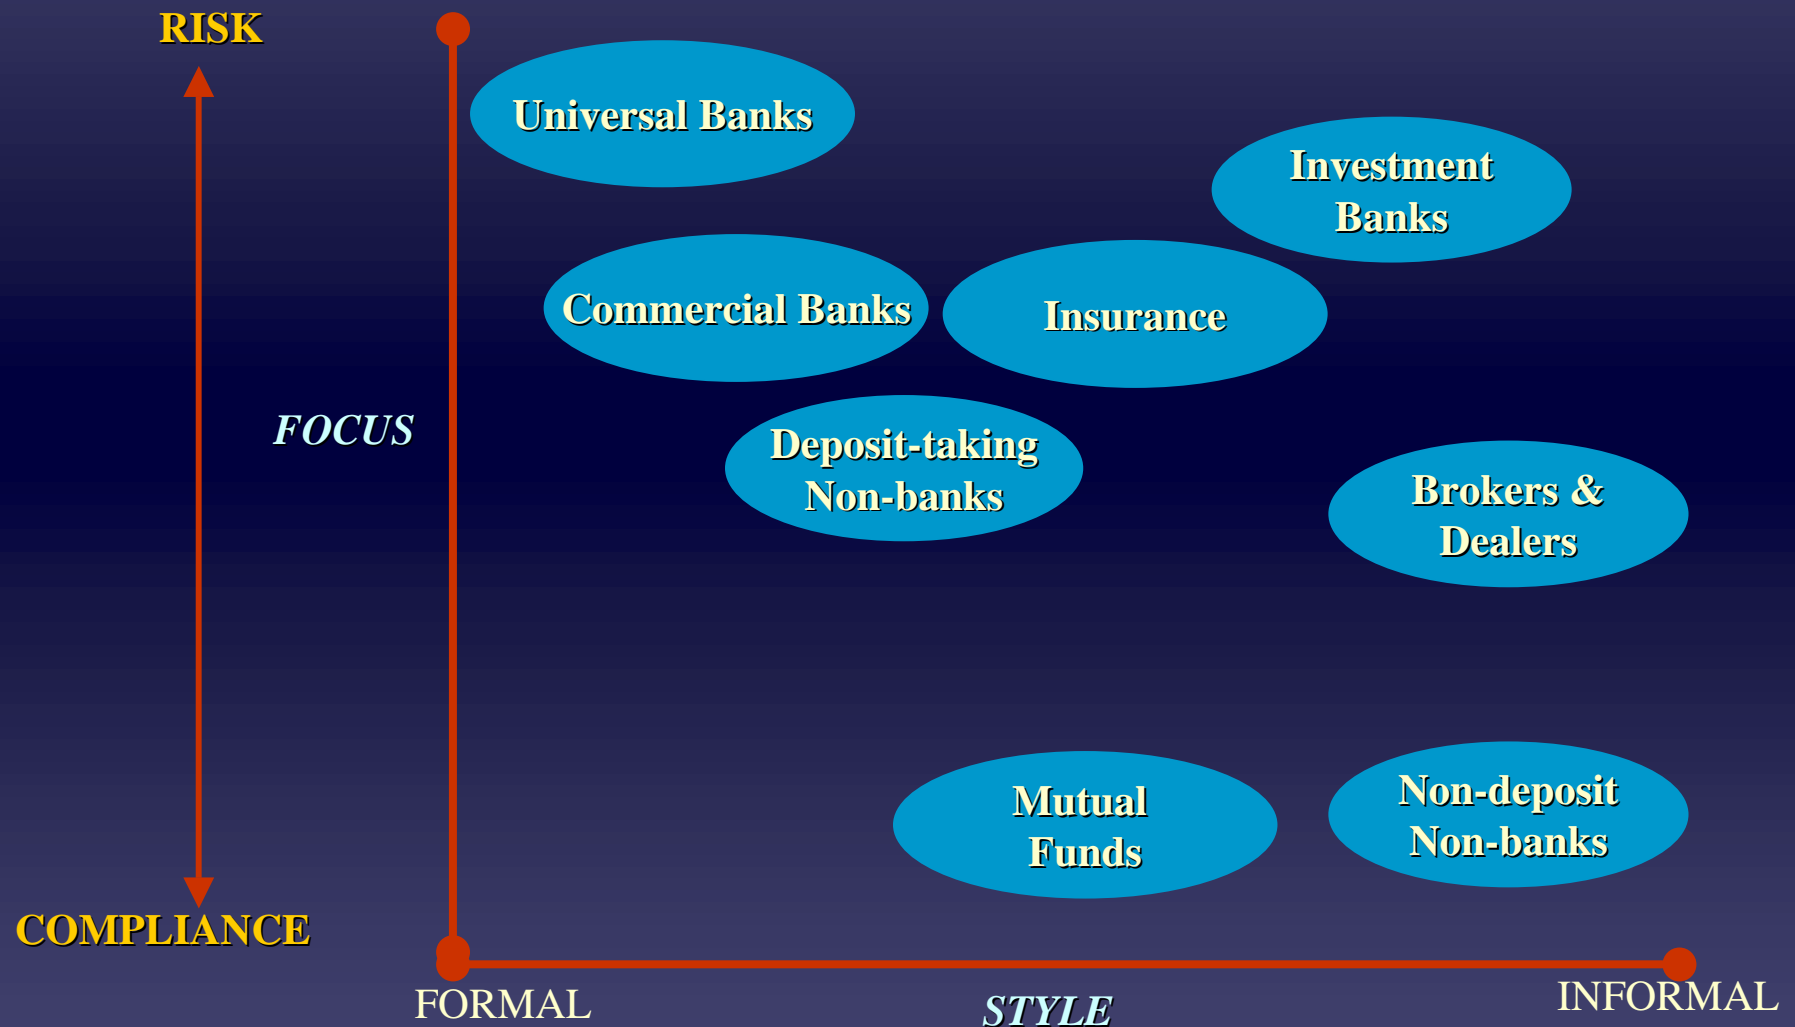 RISK
Universal Banks
Investment
Banks
Commercial Banks
Insurance
FOCUS
Deposit-taking
Non-banks
Brokers &
Dealers
Mutual
Funds
Non-deposit
Non-banks
COMPLIANCE
FORMAL
STYLE
INFORMAL